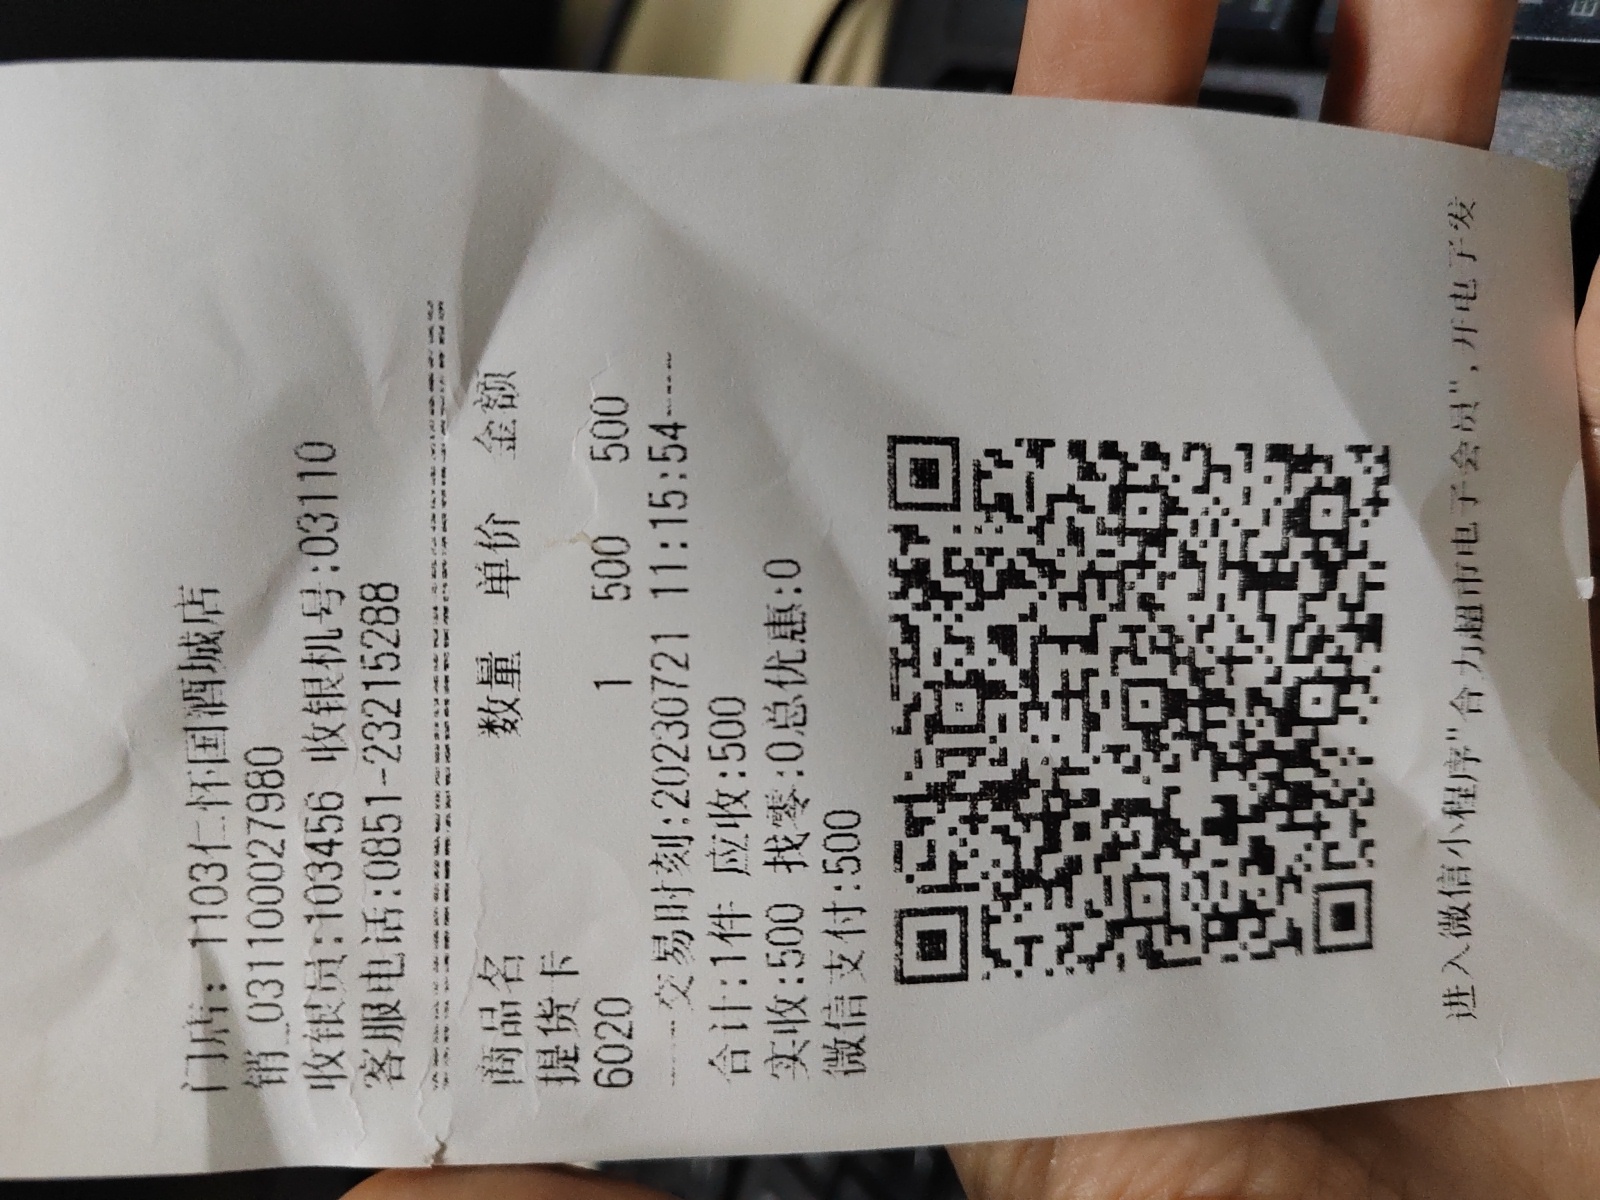 门店: 1103仁怀国酒城店
销_0311000027980
收银员:103456 收银机号:03110
客服电话:0851-23215288
商品名 数量 单价 金额
提货卡
6020 1 500 500
----交易时刻:20230721 11:15:54----
合计:1件 应收:500
实收:500 找零:0总优惠:0
微信支付:500
进入微信小程序"合力超市电子会员", 开电子发